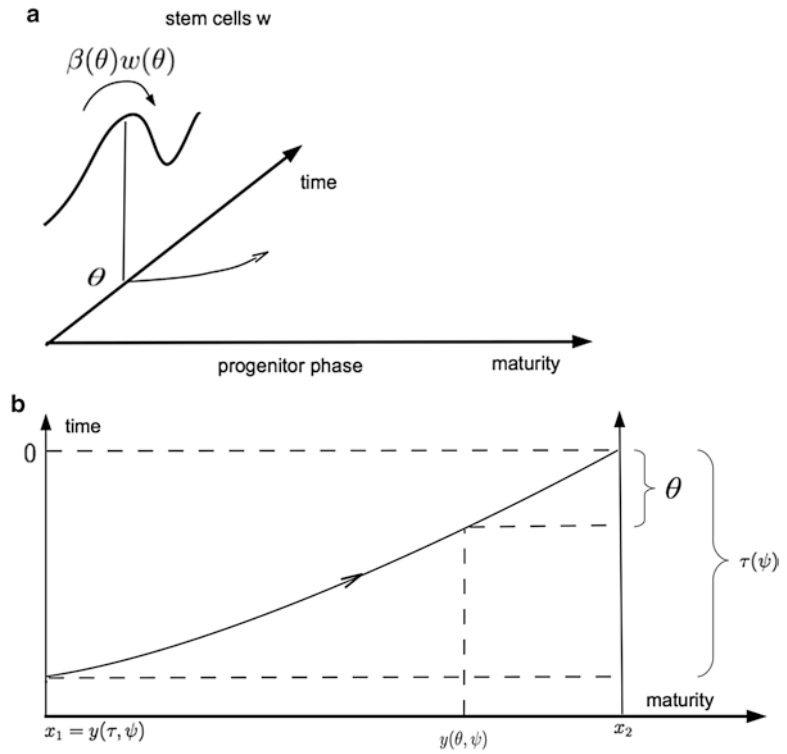 a
stem cells w
β(θ)w(θ)
time
θ
progenitor phase
maturity
b
time
0
θ
τ(ψ)
maturity
x₁ = y(τ, ψ)
y(θ, ψ)
x₂